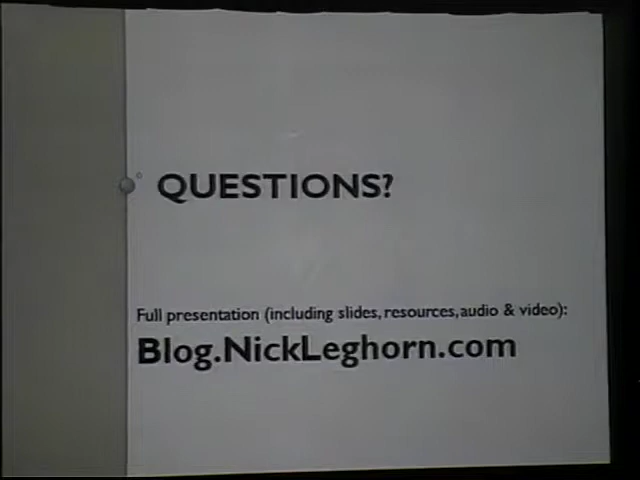 QUESTIONS?
Full presentation (including slides, resources, audio & video):
Blog.NickLeghorn.com